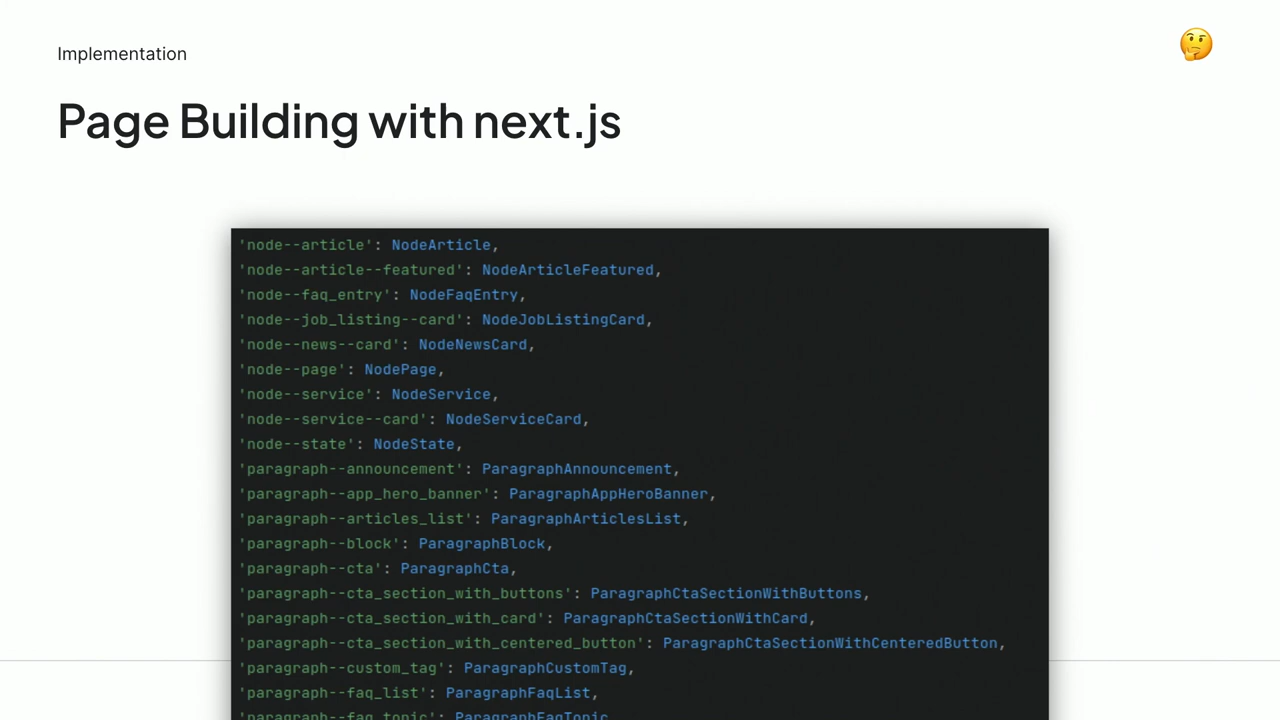 Implementation
Page Building with next.js
'node--article': NodeArticle,
'node--article--featured': NodeArticleFeatured,
'node--faq_entry': NodeFaqEntry,
'node--job_listing--card': NodeJobListingCard,
'node--news--card': NodeNewsCard,
'node--page': NodePage,
'node--service': NodeService,
'node--service--card': NodeServiceCard,
'node--state': NodeState,
'paragraph--announcement': ParagraphAnnouncement,
'paragraph--app_hero_banner': ParagraphAppHeroBanner,
'paragraph--articles_list': ParagraphArticlesList,
'paragraph--block': ParagraphBlock,
'paragraph--cta': ParagraphCta,
'paragraph--cta_section_with_buttons': ParagraphCtaSectionWithButtons,
'paragraph--cta_section_with_card': ParagraphCtaSectionWithCard,
'paragraph--cta_section_with_centered_button': ParagraphCtaSectionWithCenteredButton,
'paragraph--custom_tag': ParagraphCustomTag,
'paragraph--faq_list': ParagraphFaqList,
'paragraph--faq_topic': ParagraphFaqTopic,